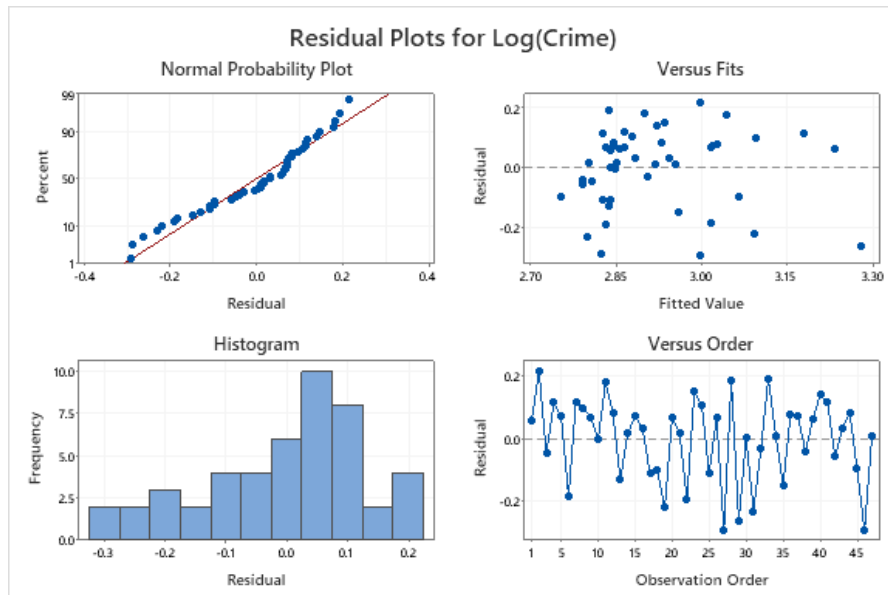 Residual Plots for Log(Crime)
Normal Probability Plot
Percent
99
90
50
10
1
-0.4 -0.2 0.0 0.2 0.4
Residual
Versus Fits
Residual
0.2
0.0
-0.2
2.70 2.85 3.00 3.15 3.30
Fitted Value
Histogram
Frequency
10.0
7.5
5.0
2.5
0.0
-0.3 -0.2 -0.1 0.0 0.1 0.2
Residual
Versus Order
Residual
0.2
0.0
-0.2
1 5 10 15 20 25 30 35 40 45
Observation Order